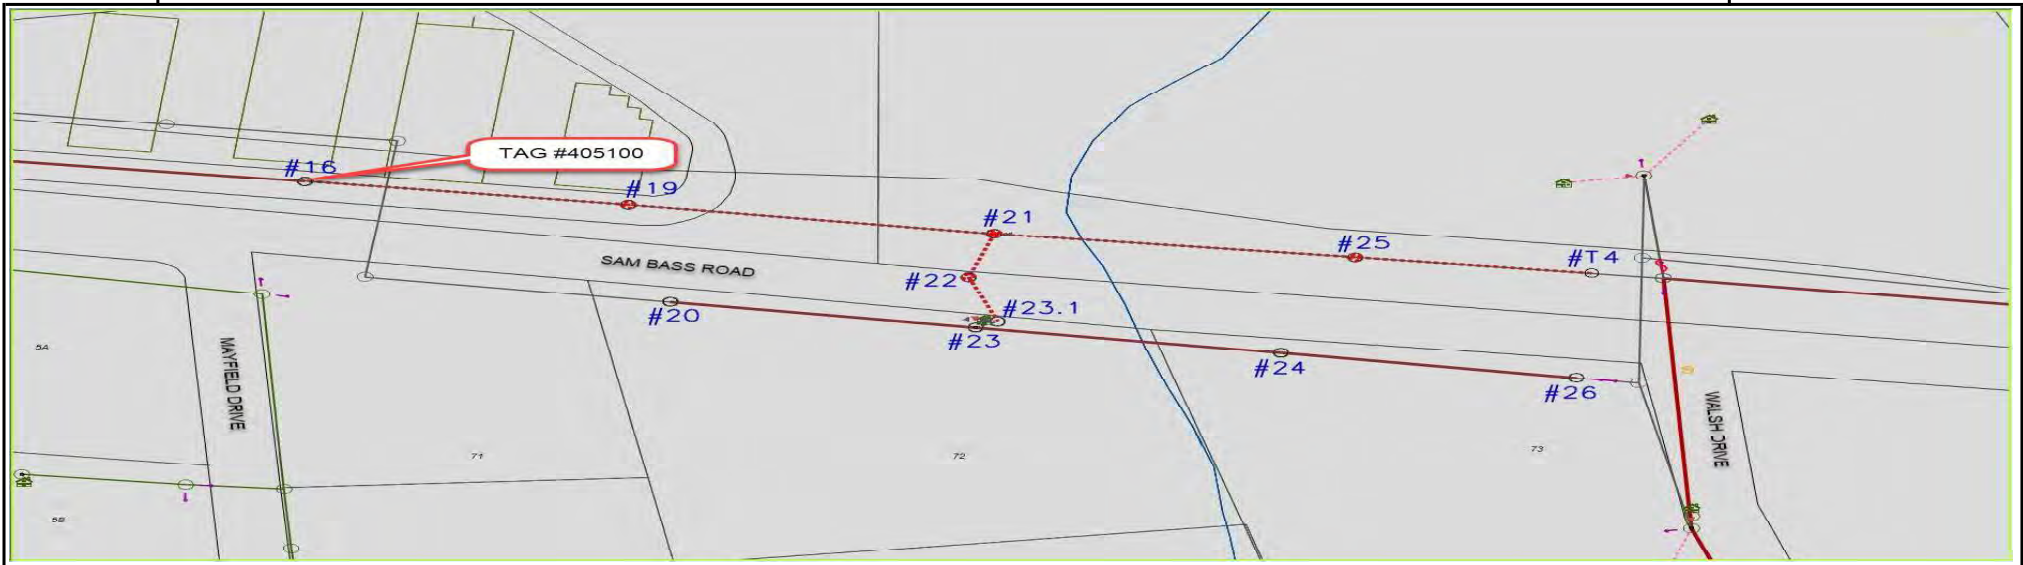 TAG #405100
#16
#19
#21
#25
#T4
SAM BASS ROAD
#22
#23.1
#20
#23
#24
#26
MAYFIELD DRIVE
WALSH DRIVE
5A
71
72
73
5B